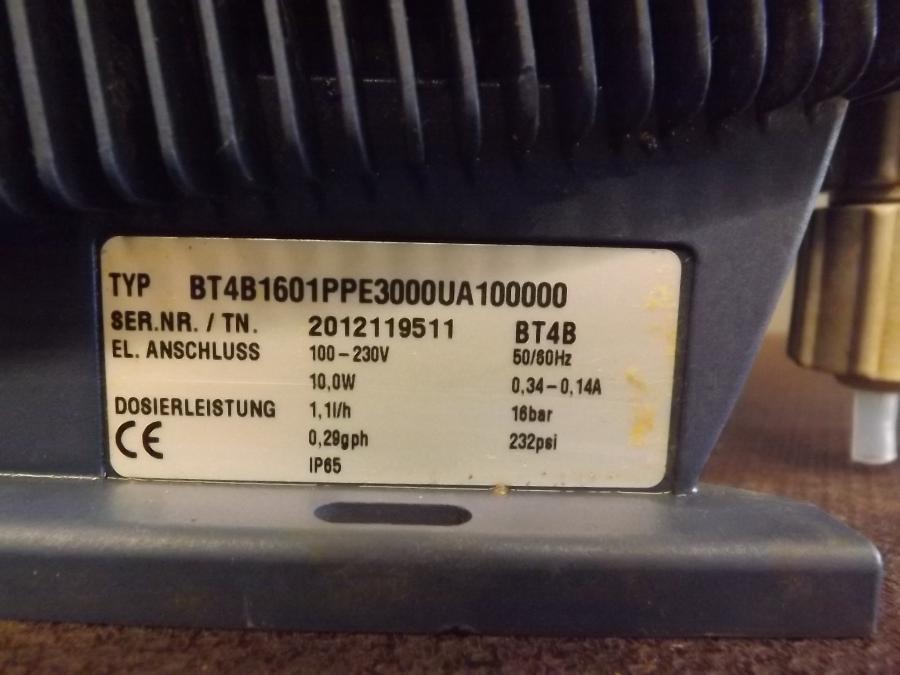 TYP BT4B1601PPE3000UA100000
SER.NR. / TN. 2012119511 BT4B
EL. ANSCHLUSS 100-230V 50/60Hz
10,0W 0,34-0,14A
DOSIERLEISTUNG 1,1l/h 16bar
CE 0,29gph 232psi
IP65